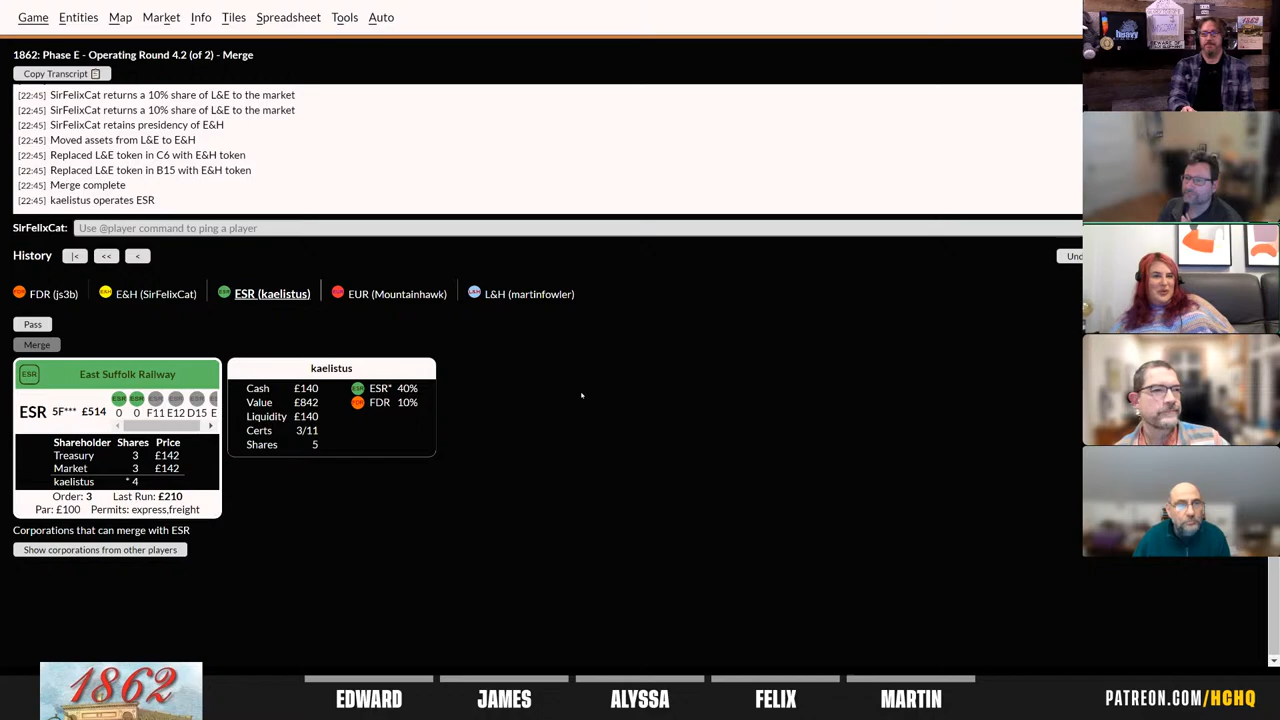 Game Entities Map Market Info Tiles Spreadsheet Tools Auto
1862: Phase E - Operating Round 4.2 (of 2) - Merge
Copy Transcript
[22:45] SirFelixCat returns a 10% share of L&E to the market
[22:45] SirFelixCat returns a 10% share of L&E to the market
[22:45] SirFelixCat retains presidency of E&H
[22:45] Moved assets from L&E to E&H
[22:45] Replaced L&E token in C6 with E&H token
[22:45] Replaced L&E token in B15 with E&H token
[22:45] Merge complete
[22:45] kaelistus operates ESR
SirFelixCat: Use @player command to ping a player
History |< << < Und
FDR (js3b) E&H (SirFelixCat) ESR (kaelistus) EUR (Mountainhawk) L&H (martinfowler)
Pass
Merge
ESR East Suffolk Railway
ESR 5F*** £514 0 0 F11 E12 D15 E
Shareholder Shares Price
Treasury 3 £142
Market 3 £142
kaelistus * 4
Order: 3 Last Run: £210
Par: £100 Permits: express,freight
kaelistus
Cash £140 ESR* 40%
Value £842 FDR 10%
Liquidity £140
Certs 3/11
Shares 5
Corporations that can merge with ESR
Show corporations from other players
1862
1862
EDWARD JAMES ALYSSA FELIX MARTIN
PATREON.COM/HCHQ